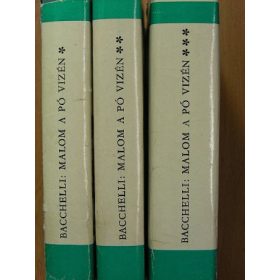 BACCHELLI: MALOM A PÓ VIZÉN *
BACCHELLI: MALOM A PÓ VIZÉN **
BACCHELLI: MALOM A PÓ VIZÉN ***